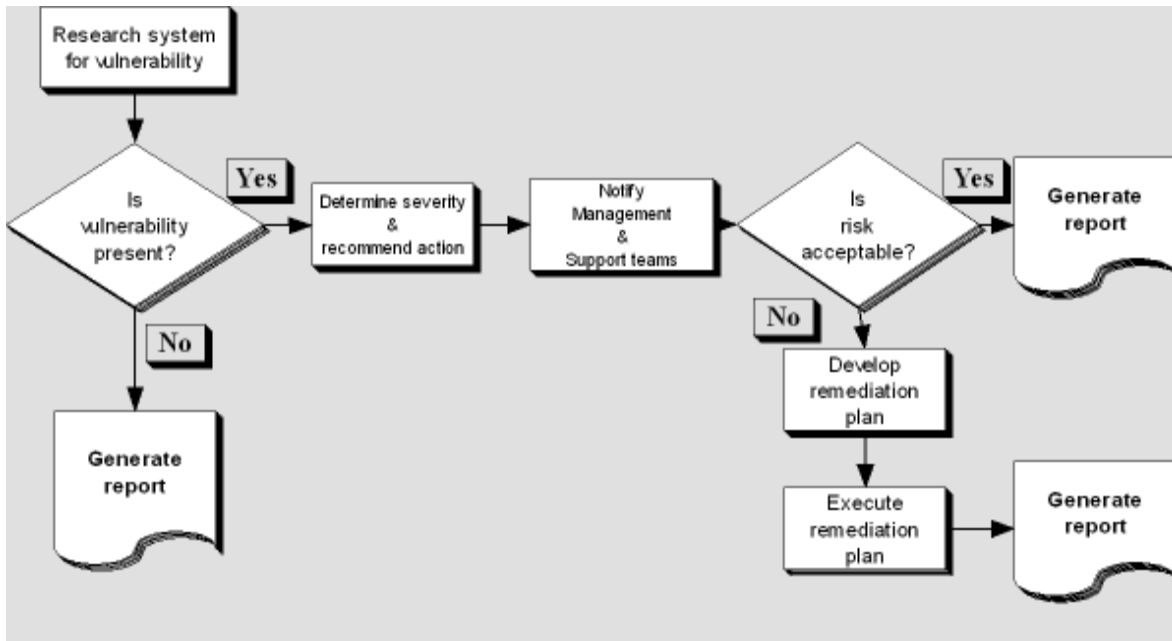 Research system
for vulnerability
Is
vulnerability
present?
Yes
Determine severity
&
recommend action
Notify
Management
&
Support teams
Is
risk
acceptable?
Yes
Generate
report
No
Generate
report
No
Develop
remediation
plan
Execute
remediation
plan
Generate
report